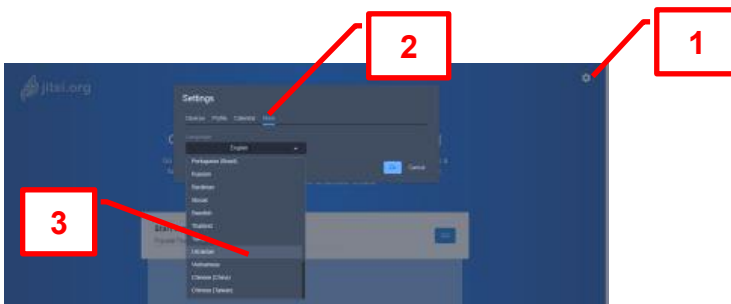 2
1
jitsi.org
Settings
Devices Profile Calendar More
Language
English
Portuguese (Brazil)
Russian
Sardinian
Slovak
Swedish
Ukrainian
Vietnamese
Chinese (China)
Chinese (Taiwan)
Ok Cancel
3